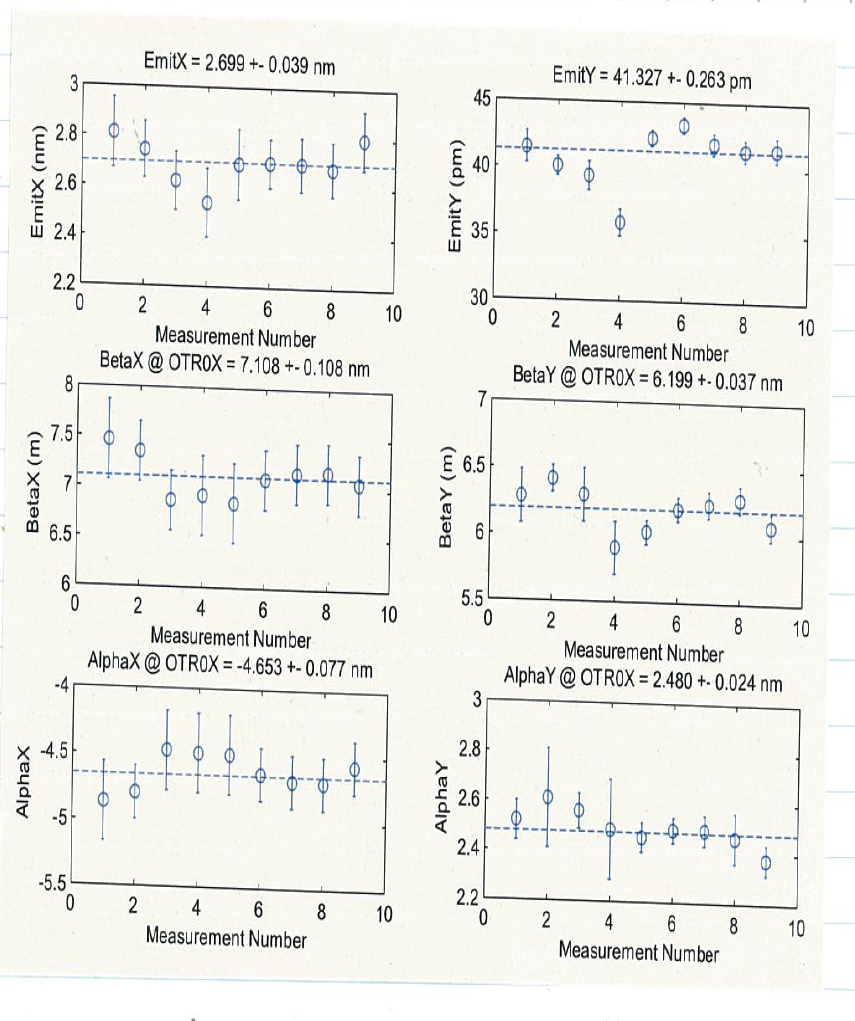 EmitX = 2.699 +- 0.039 nm
3
2.8
2.6
2.4
2.2
EmitX (nm)
0 2 4 6 8 10
Measurement Number
EmitY = 41.327 +- 0.263 pm
45
40
35
30
EmitY (pm)
0 2 4 6 8 10
Measurement Number
BetaX @ OTR0X = 7.108 +- 0.108 nm
8
7.5
7
6.5
6
BetaX (m)
0 2 4 6 8 10
Measurement Number
BetaY @ OTR0X = 6.199 +- 0.037 nm
7
6.5
6
5.5
BetaY (m)
0 2 4 6 8 10
Measurement Number
AlphaX @ OTR0X = -4.653 +- 0.077 nm
-4
-4.5
-5
-5.5
AlphaX
0 2 4 6 8 10
Measurement Number
AlphaY @ OTR0X = 2.480 +- 0.024 nm
3
2.8
2.6
2.4
2.2
AlphaY
0 2 4 6 8 10
Measurement Number